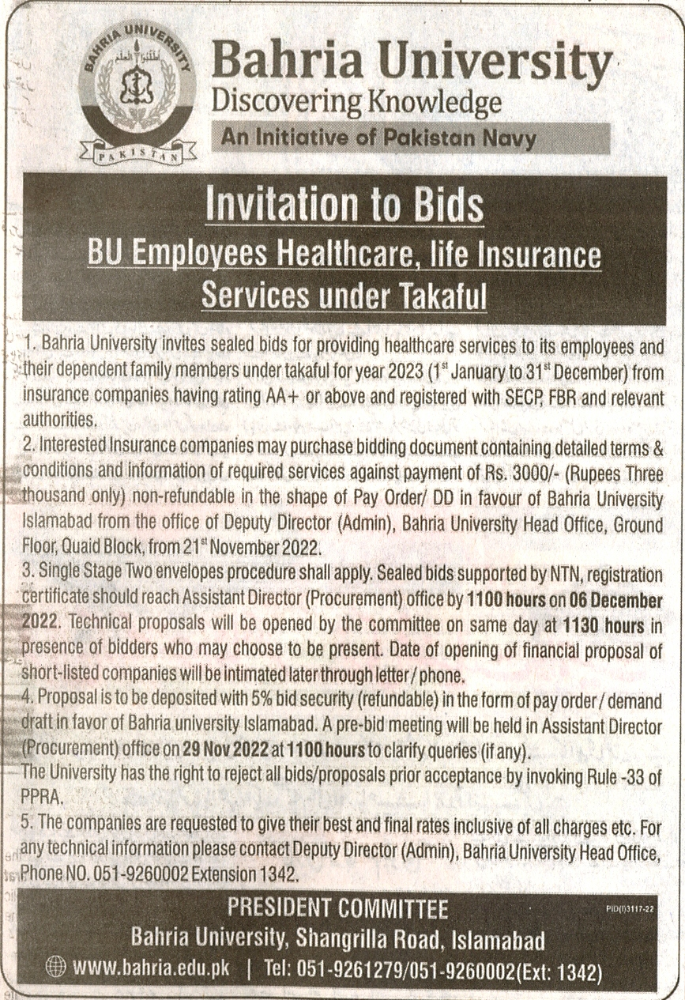 BAHRIA UNIVERSITY
اطلبوا العلم
PAKISTAN
Bahria University
Discovering Knowledge
An Initiative of Pakistan Navy
Invitation to Bids
BU Employees Healthcare, life Insurance
Services under Takaful
1. Bahria University invites sealed bids for providing healthcare services to its employees and
their dependent family members under takaful for year 2023 (1st January to 31st December) from
insurance companies having rating AA+ or above and registered with SECP, FBR and relevant
authorities.
2. Interested Insurance companies may purchase bidding document containing detailed terms &
conditions and information of required services against payment of Rs. 3000/- (Rupees Three
thousand only) non-refundable in the shape of Pay Order/ DD in favour of Bahria University
Islamabad from the office of Deputy Director (Admin), Bahria University Head Office, Ground
Floor, Quaid Block, from 21st November 2022.
3. Single Stage Two envelopes procedure shall apply. Sealed bids supported by NTN, registration
certificate should reach Assistant Director (Procurement) office by 1100 hours on 06 December
2022. Technical proposals will be opened by the committee on same day at 1130 hours in
presence of bidders who may choose to be present. Date of opening of financial proposal of
short-listed companies will be intimated later through letter / phone.
4. Proposal is to be deposited with 5% bid security (refundable) in the form of pay order / demand
draft in favor of Bahria university Islamabad. A pre-bid meeting will be held in Assistant Director
(Procurement) office on 29 Nov 2022 at 1100 hours to clarify queries (if any).
The University has the right to reject all bids/proposals prior acceptance by invoking Rule -33 of
PPRA.
5. The companies are requested to give their best and final rates inclusive of all charges etc. For
any technical information please contact Deputy Director (Admin), Bahria University Head Office,
Phone NO. 051-9260002 Extension 1342.
PRESIDENT COMMITTEE
PID(I)3117-22
Bahria University, Shangrilla Road, Islamabad
www.bahria.edu.pk | Tel: 051-9261279/051-9260002(Ext: 1342)